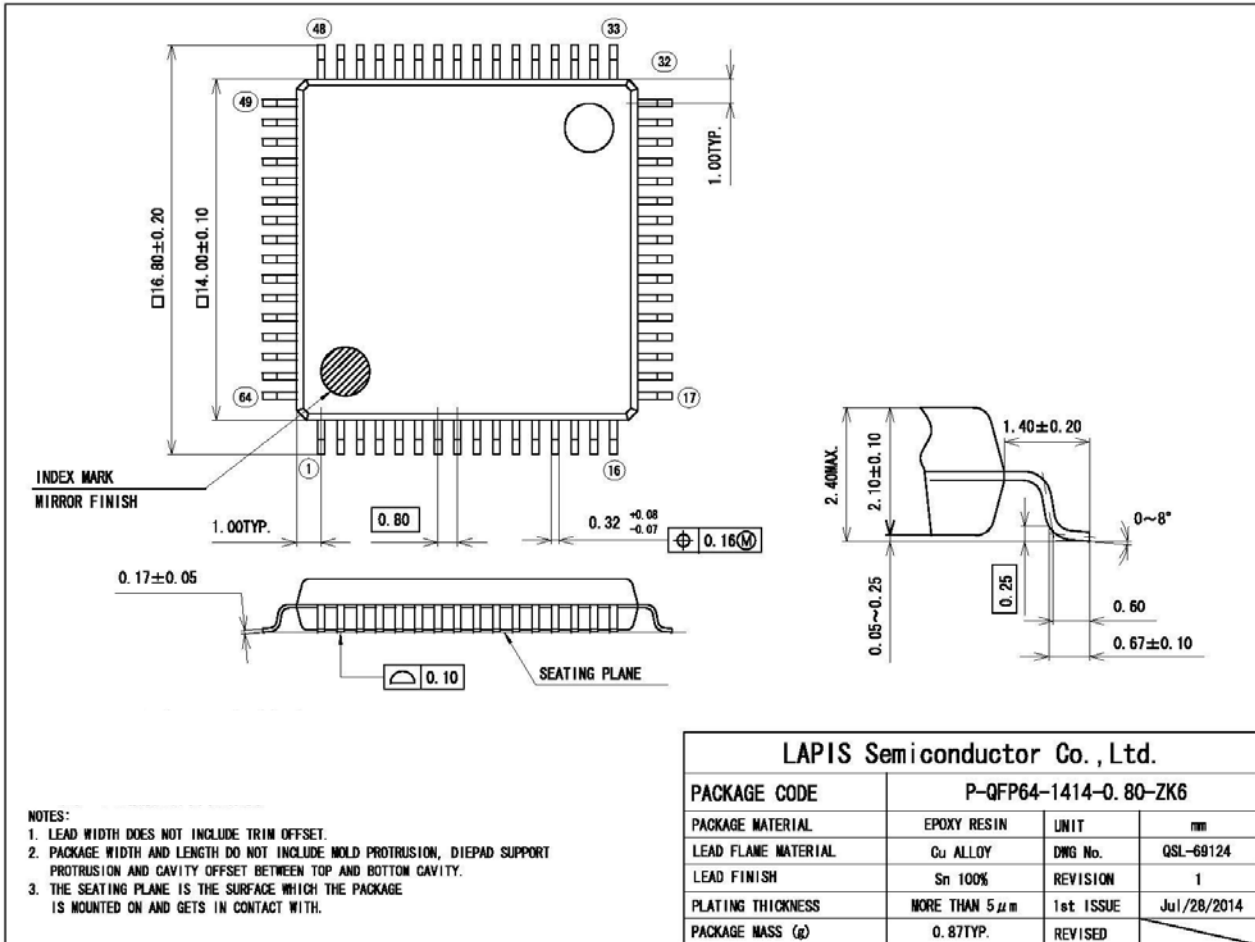 48
33
32
49
1.00TYP.
□16.80±0.20
□14.00±0.10
64
17
1
16
INDEX MARK
MIRROR FINISH
1.00TYP.
0.80
0.32 +0.08
-0.07
⌖ 0.16Ⓜ
0.17±0.05
⌓ 0.10
SEATING PLANE
2.40MAX.
2.10±0.10
1.40±0.20
0~8°
0.05~0.25
0.25
0.60
0.67±0.10
NOTES:
1. LEAD WIDTH DOES NOT INCLUDE TRIM OFFSET.
2. PACKAGE WIDTH AND LENGTH DO NOT INCLUDE MOLD PROTRUSION, DIEPAD SUPPORT
PROTRUSION AND CAVITY OFFSET BETWEEN TOP AND BOTTOM CAVITY.
3. THE SEATING PLANE IS THE SURFACE WHICH THE PACKAGE
IS MOUNTED ON AND GETS IN CONTACT WITH.
LAPIS Semiconductor Co.,Ltd.
PACKAGE CODE P-QFP64-1414-0.80-ZK6
PACKAGE MATERIAL EPOXY RESIN UNIT mm
LEAD FLAME MATERIAL Cu ALLOY DWG No. QSL-69124
LEAD FINISH Sn 100% REVISION 1
PLATING THICKNESS MORE THAN 5μm 1st ISSUE Jul/28/2014
PACKAGE MASS (g) 0.87TYP. REVISED